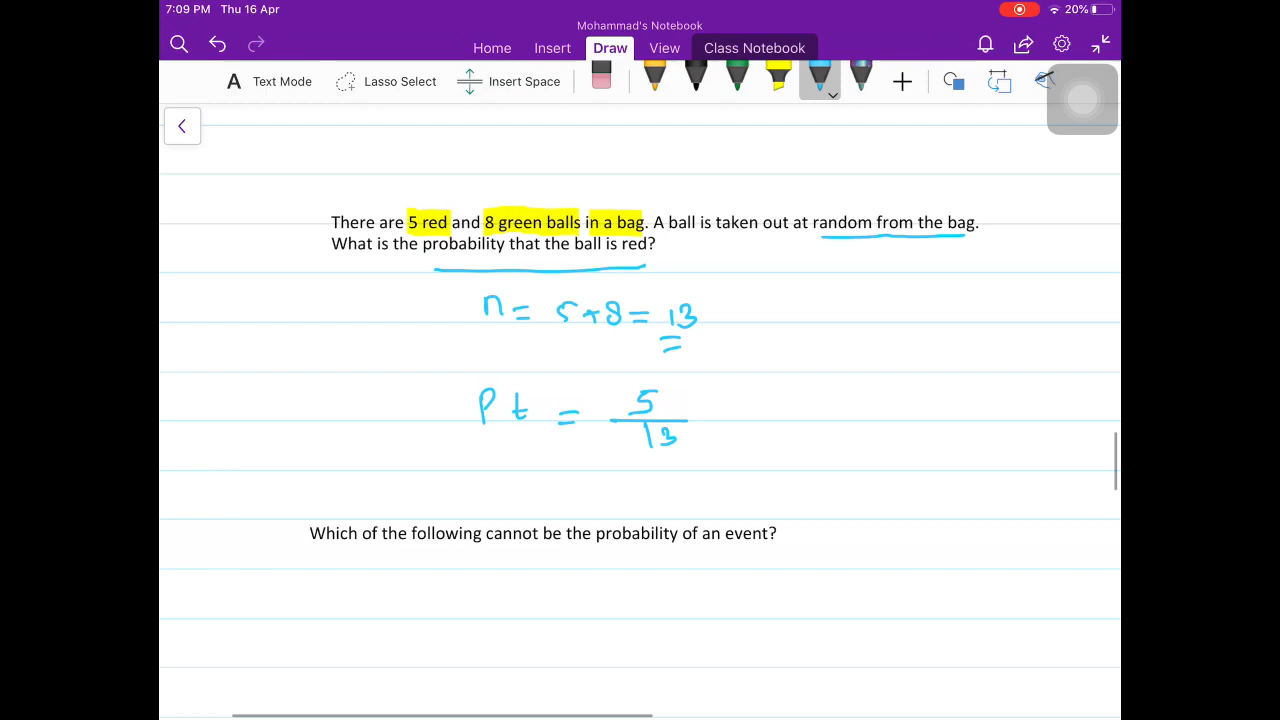 7:09 PM Thu 16 Apr 20%
Mohammad's Notebook
Home Insert Draw View Class Notebook
A Text Mode Lasso Select Insert Space
There are 5 red and 8 green balls in a bag. A ball is taken out at random from the bag.
What is the probability that the ball is red?
n = 5+8 = 13
P t = 5
13
Which of the following cannot be the probability of an event?